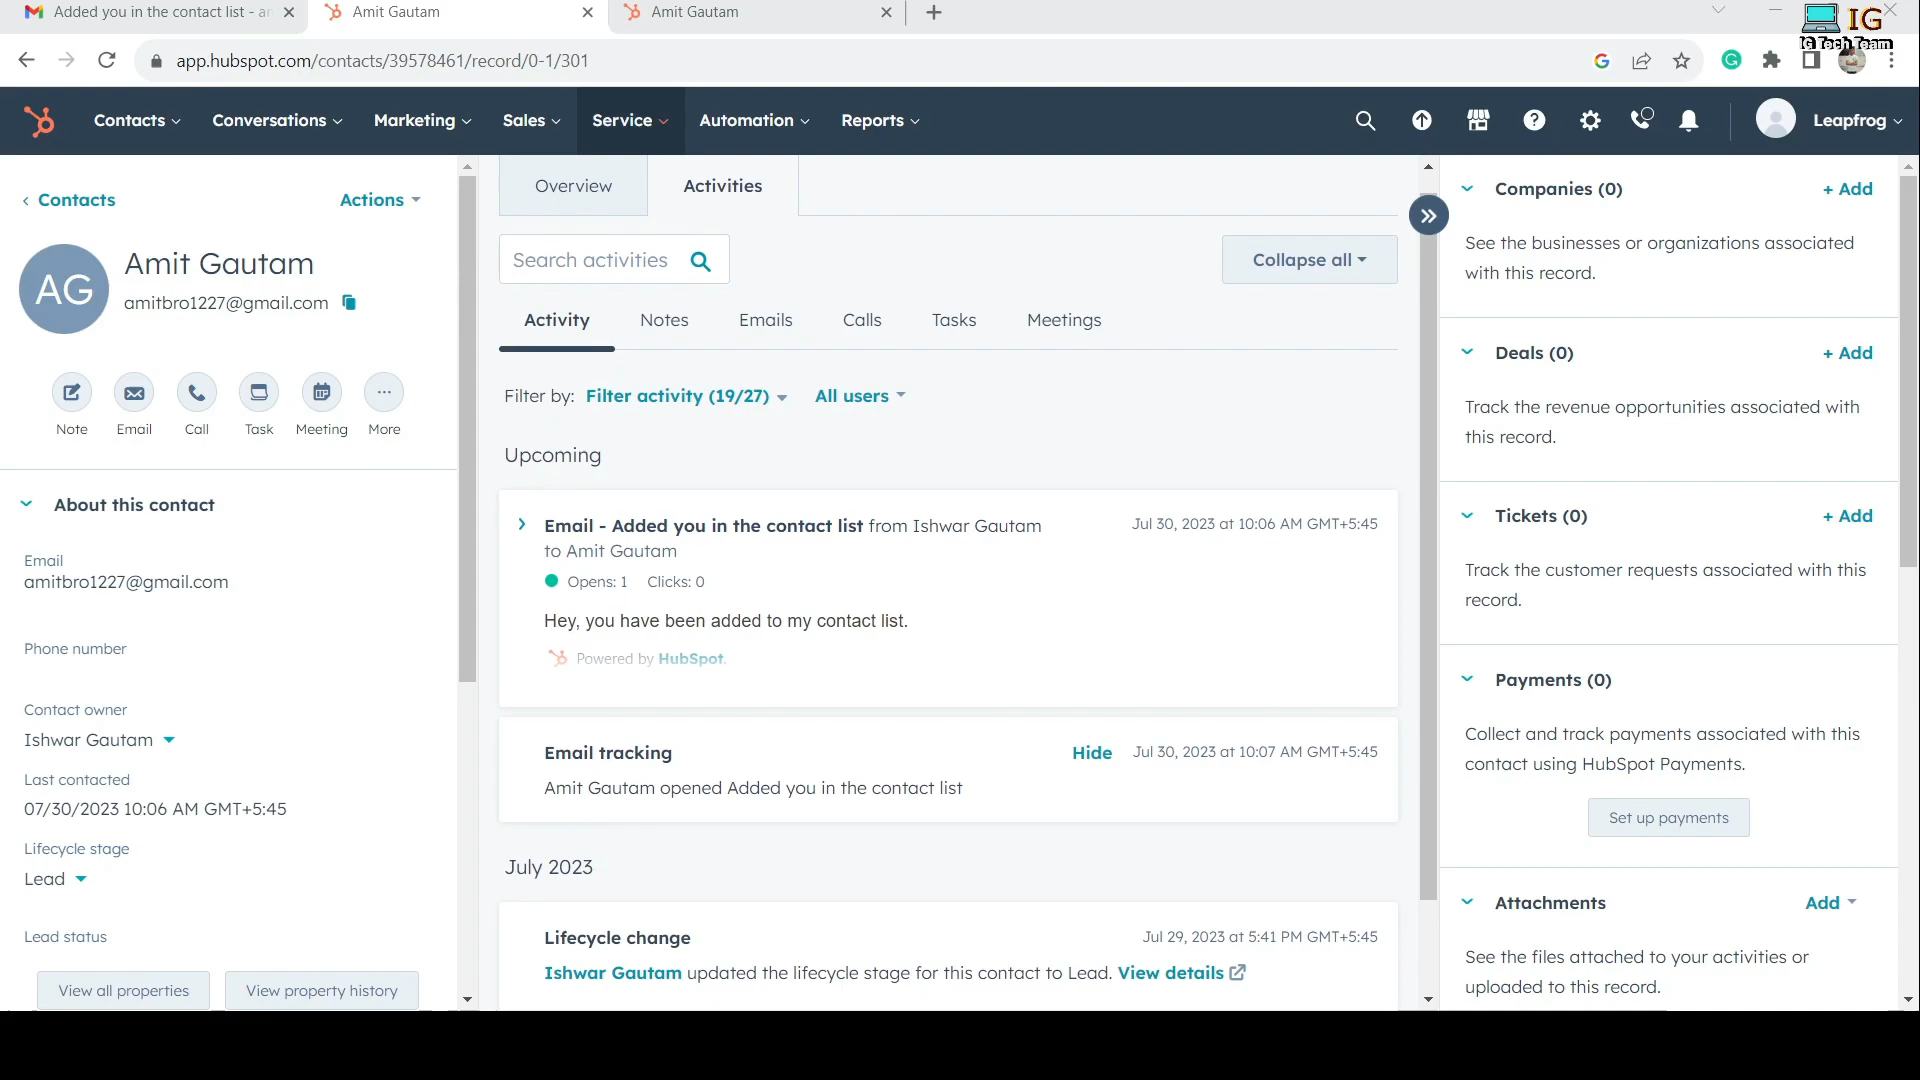 Added you in the contact list - an
Amit Gautam
Amit Gautam
IG
IG Tech Team
app.hubspot.com/contacts/39578461/record/0-1/301
Contacts
Conversations
Marketing
Sales
Service
Automation
Reports
Leapfrog
Contacts
Actions
AG
Amit Gautam
amitbro1227@gmail.com
Note
Email
Call
Task
Meeting
More
About this contact
Email
amitbro1227@gmail.com
Phone number
Contact owner
Ishwar Gautam
Last contacted
07/30/2023 10:06 AM GMT+5:45
Lifecycle stage
Lead
Lead status
View all properties
View property history
Overview
Activities
Search activities
Collapse all
Activity
Notes
Emails
Calls
Tasks
Meetings
Filter by: Filter activity (19/27) All users
Upcoming
Email - Added you in the contact list from Ishwar Gautam
to Amit Gautam
Jul 30, 2023 at 10:06 AM GMT+5:45
Opens: 1 Clicks: 0
Hey, you have been added to my contact list.
Powered by HubSpot.
Email tracking
Hide
Jul 30, 2023 at 10:07 AM GMT+5:45
Amit Gautam opened Added you in the contact list
July 2023
Lifecycle change
Jul 29, 2023 at 5:41 PM GMT+5:45
Ishwar Gautam updated the lifecycle stage for this contact to Lead. View details
Companies (0)
+ Add
See the businesses or organizations associated
with this record.
Deals (0)
+ Add
Track the revenue opportunities associated with
this record.
Tickets (0)
+ Add
Track the customer requests associated with this
record.
Payments (0)
Collect and track payments associated with this
contact using HubSpot Payments.
Set up payments
Attachments
Add
See the files attached to your activities or
uploaded to this record.